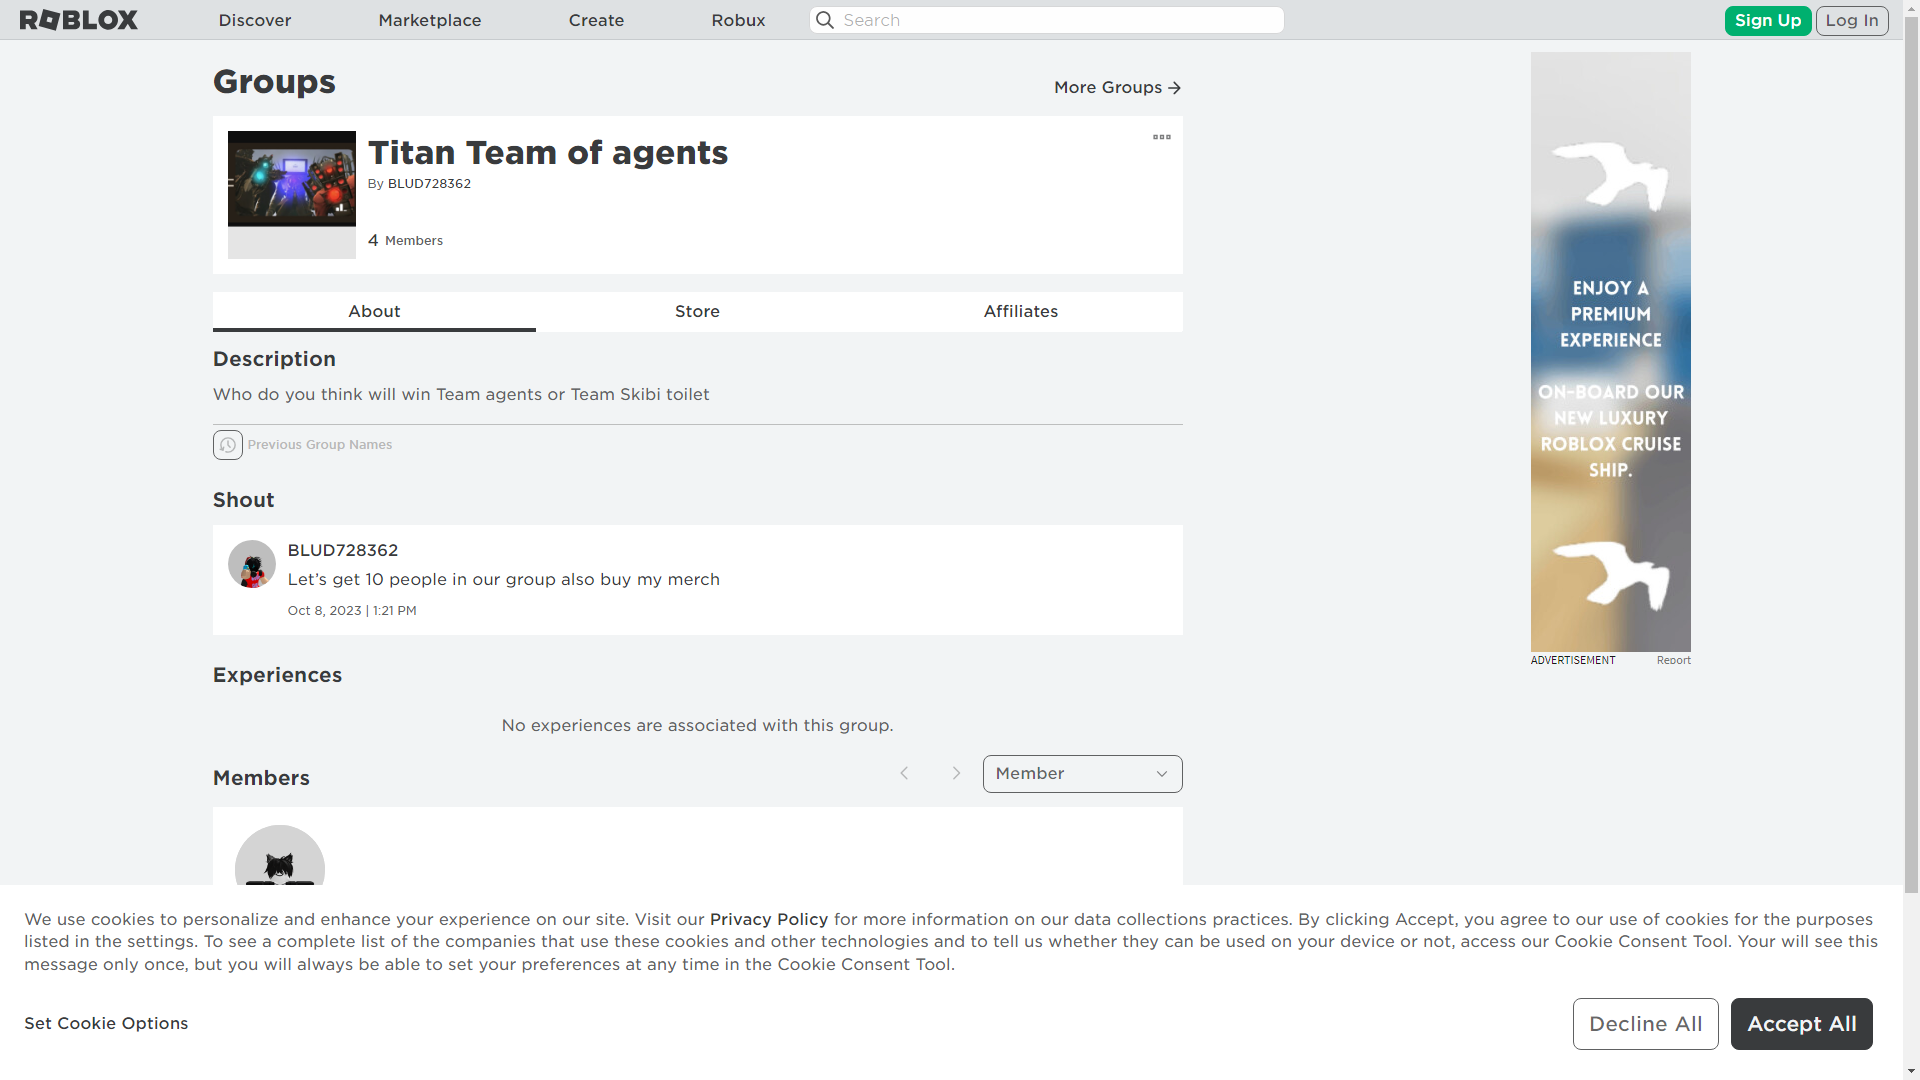 ROBLOX
Discover
Marketplace
Create
Robux
Search
Sign Up
Log In
Groups
More Groups
Titan Team of agents
By BLUD728362
4 Members
About
Store
Affiliates
Description
Who do you think will win Team agents or Team Skibi toilet
Previous Group Names
Shout
BLUD728362
Let’s get 10 people in our group also buy my merch
Oct 8, 2023 | 1:21 PM
Experiences
No experiences are associated with this group.
Members
Member
ENJOY A
PREMIUM
EXPERIENCE
ON-BOARD OUR
NEW LUXURY
ROBLOX CRUISE
SHIP.
ADVERTISEMENT
Report
We use cookies to personalize and enhance your experience on our site. Visit our Privacy Policy for more information on our data collections practices. By clicking Accept, you agree to our use of cookies for the purposes
listed in the settings. To see a complete list of the companies that use these cookies and other technologies and to tell us whether they can be used on your device or not, access our Cookie Consent Tool. Your will see this
message only once, but you will always be able to set your preferences at any time in the Cookie Consent Tool.
Set Cookie Options
Decline All
Accept All